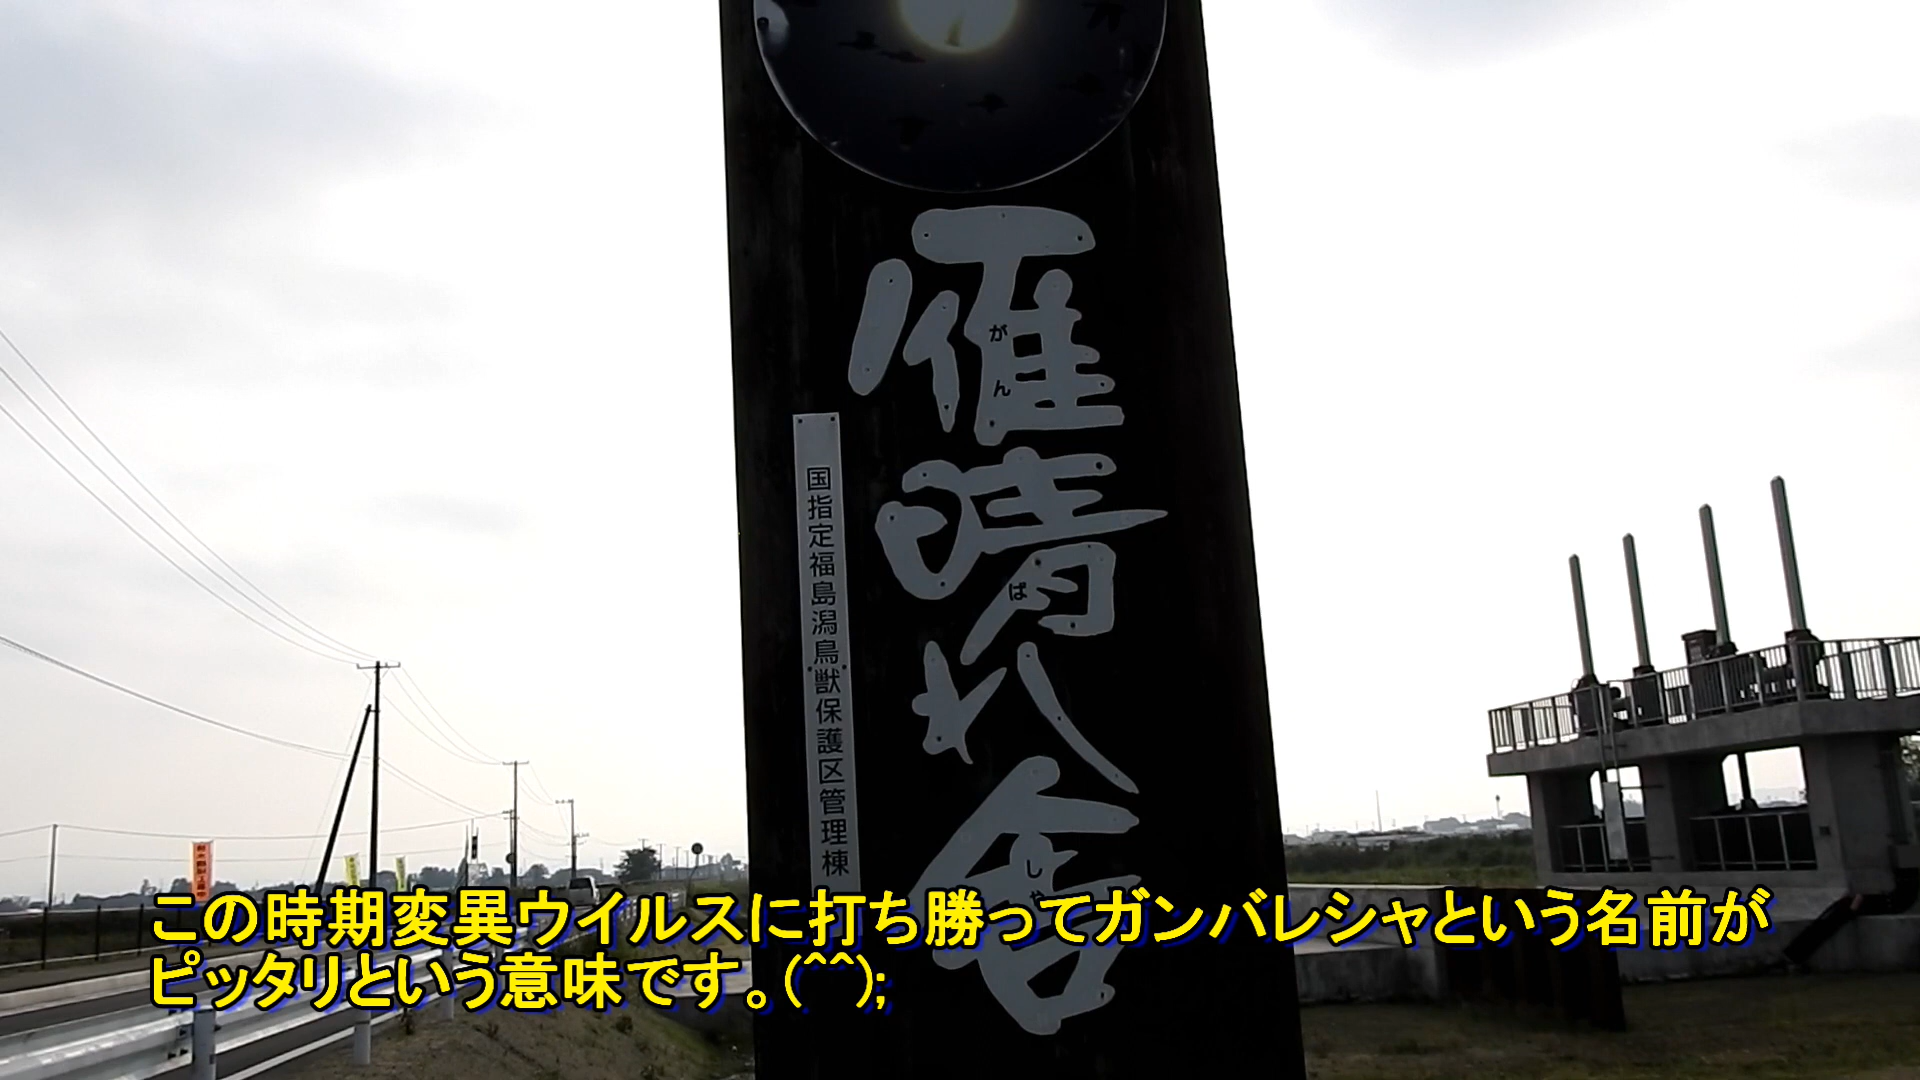 雁晴れ舎
がん
ぱ
しゃ
国指定福島潟鳥獣保護区管理棟
この時期変異ウイルスに打ち勝ってガンバレシャという名前が
ピッタリという意味です。(^^);